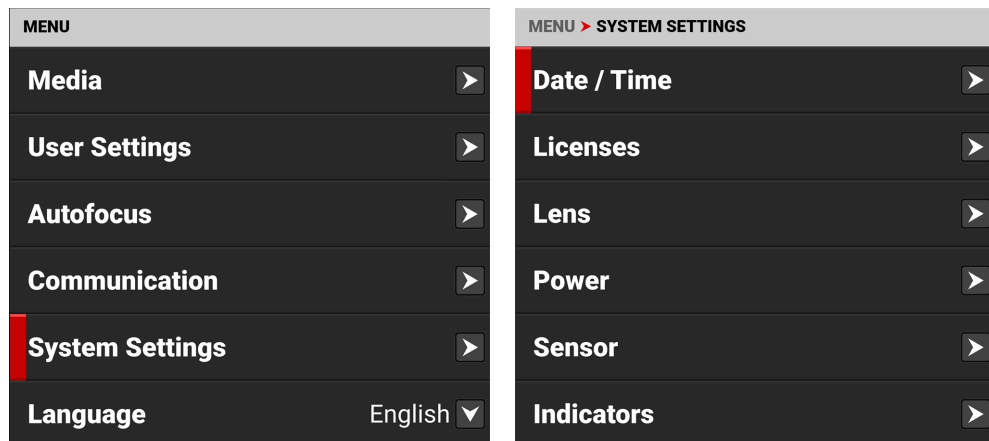 MENU
Media
User Settings
Autofocus
Communication
System Settings
Language English
MENU ➤ SYSTEM SETTINGS
Date / Time
Licenses
Lens
Power
Sensor
Indicators